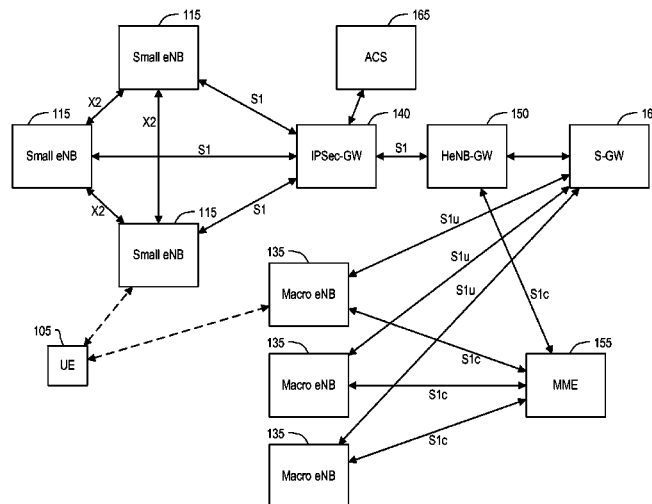 115
Small eNB
165
ACS
X2
S1
X2
115
Small eNB
S1
140
IPSec-GW
S1
150
HeNB-GW
S-GW
X2
115
Small eNB
S1
S1u
S1u
S1u
S1c
135
Macro eNB
105
UE
S1c
135
Macro eNB
S1c
155
MME
135
Macro eNB
S1c